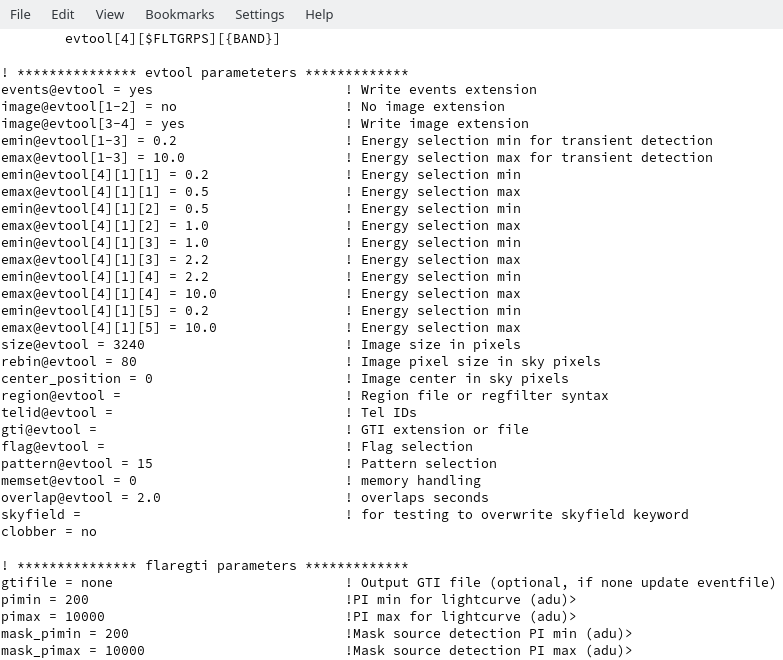 File Edit View Bookmarks Settings Help
evtool[4][$FLTGRPS][{BAND}]
! *************** evtool parameteters *************
events@evtool = yes ! Write events extension
image@evtool[1-2] = no ! No image extension
image@evtool[3-4] = yes ! Write image extension
emin@evtool[1-3] = 0.2 ! Energy selection min for transient detection
emax@evtool[1-3] = 10.0 ! Energy selection max for transient detection
emin@evtool[4][1][1] = 0.2 ! Energy selection min
emax@evtool[4][1][1] = 0.5 ! Energy selection max
emin@evtool[4][1][2] = 0.5 ! Energy selection min
emax@evtool[4][1][2] = 1.0 ! Energy selection max
emin@evtool[4][1][3] = 1.0 ! Energy selection min
emax@evtool[4][1][3] = 2.2 ! Energy selection max
emin@evtool[4][1][4] = 2.2 ! Energy selection min
emax@evtool[4][1][4] = 10.0 ! Energy selection max
emin@evtool[4][1][5] = 0.2 ! Energy selection min
emax@evtool[4][1][5] = 10.0 ! Energy selection max
size@evtool = 3240 ! Image size in pixels
rebin@evtool = 80 ! Image pixel size in sky pixels
center_position = 0 ! Image center in sky pixels
region@evtool = ! Region file or regfilter syntax
telid@evtool = ! Tel IDs
gti@evtool = ! GTI extension or file
flag@evtool = ! Flag selection
pattern@evtool = 15 ! Pattern selection
memset@evtool = 0 ! memory handling
overlap@evtool = 2.0 ! overlaps seconds
skyfield = ! for testing to overwrite skyfield keyword
clobber = no
! *************** flaregti parameters *************
gtifile = none ! Output GTI file (optional, if none update eventfile)
pimin = 200 !PI min for lightcurve (adu)>
pimax = 10000 !PI max for lightcurve (adu)>
mask_pimin = 200 !Mask source detection PI min (adu)>
mask_pimax = 10000 !Mask source detection PI max (adu)>